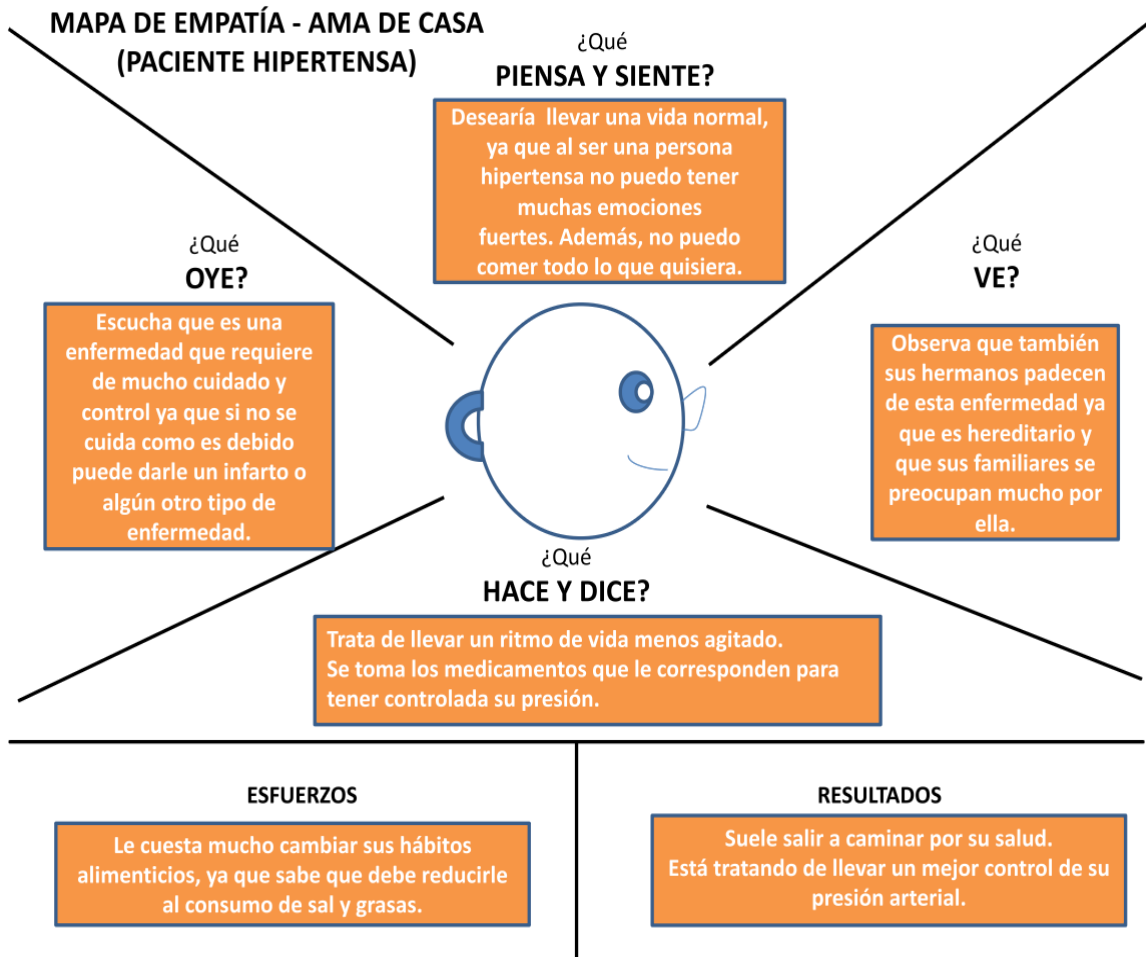 MAPA DE EMPATÍA - AMA DE CASA
(PACIENTE HIPERTENSA)
¿Qué
PIENSA Y SIENTE?
Desearía llevar una vida normal,
ya que al ser una persona
hipertensa no puedo tener
muchas emociones
fuertes. Además, no puedo
comer todo lo que quisiera.
¿Qué
OYE?
Escucha que es una
enfermedad que requiere
de mucho cuidado y
control ya que si no se
cuida como es debido
puede darle un infarto o
algún otro tipo de
enfermedad.
¿Qué
VE?
Observa que también
sus hermanos padecen
de esta enfermedad ya
que es hereditario y
que sus familiares se
preocupan mucho por
ella.
¿Qué
HACE Y DICE?
Trata de llevar un ritmo de vida menos agitado.
Se toma los medicamentos que le corresponden para
tener controlada su presión.
ESFUERZOS
Le cuesta mucho cambiar sus hábitos
alimenticios, ya que sabe que debe reducirle
al consumo de sal y grasas.
RESULTADOS
Suele salir a caminar por su salud.
Está tratando de llevar un mejor control de su
presión arterial.